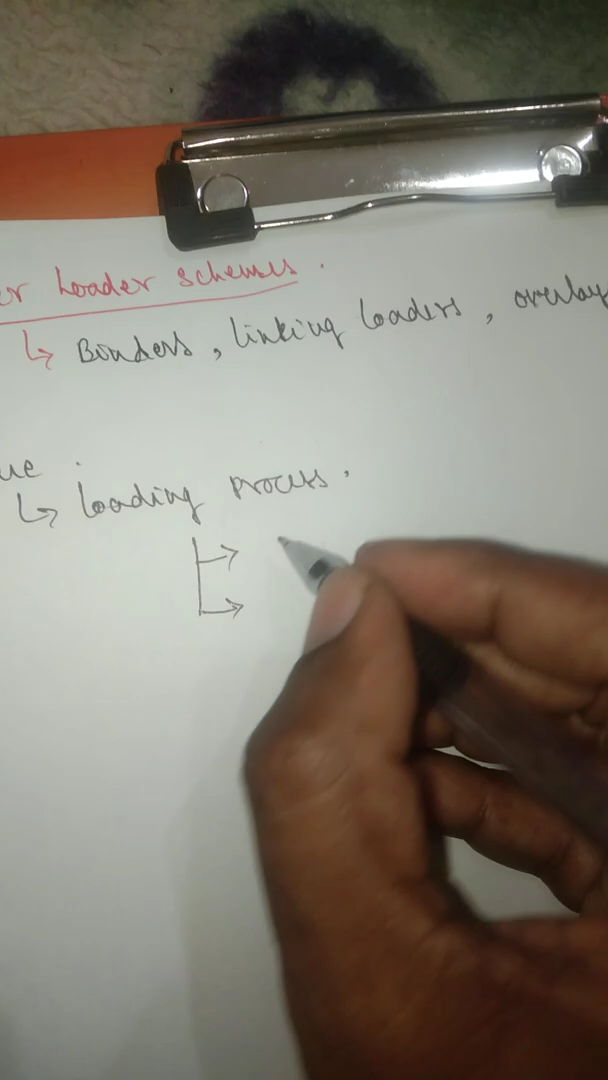 er Loader schemes.
↳ Binders, linking loaders, overlay
ue.
↳ loading process.